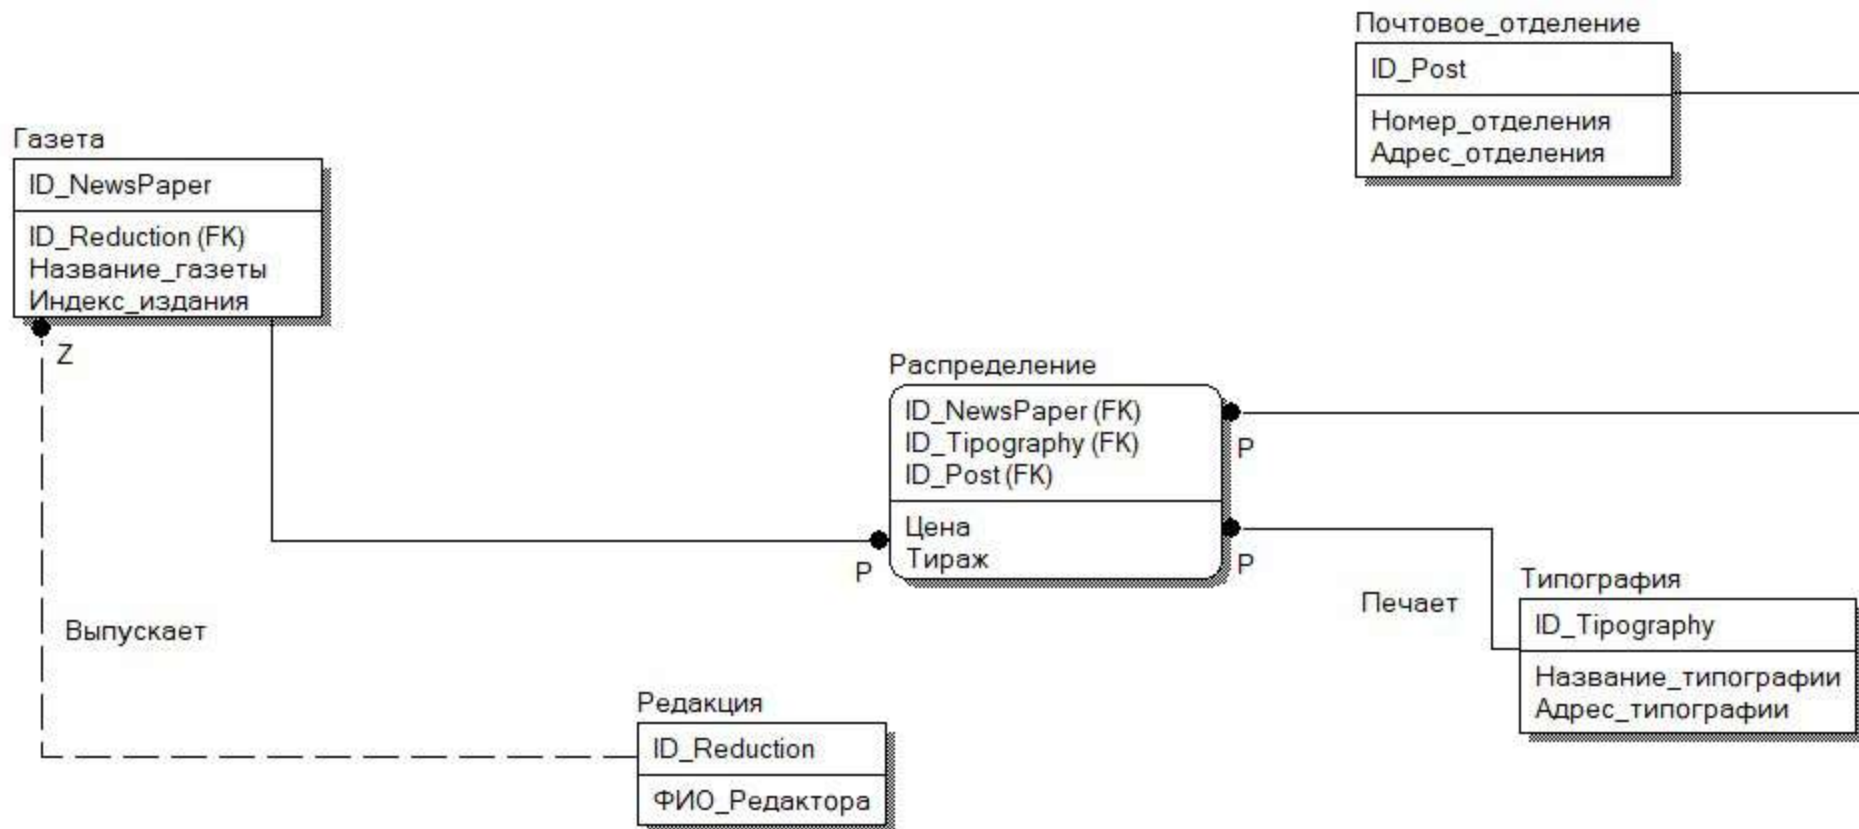 Почтовое_отделение
ID_Post
Номер_отделения
Адрес_отделения
Газета
ID_NewsPaper
ID_Reduction (FK)
Название_газеты
Индекс_издания
Z
Распределение
ID_NewsPaper (FK)
ID_Tipography (FK)
ID_Post (FK)
P
Цена
Тираж
P
P
Печает
Типография
ID_Tipography
Название_типографии
Адрес_типографии
Выпускает
Редакция
ID_Reduction
ФИО_Редактора